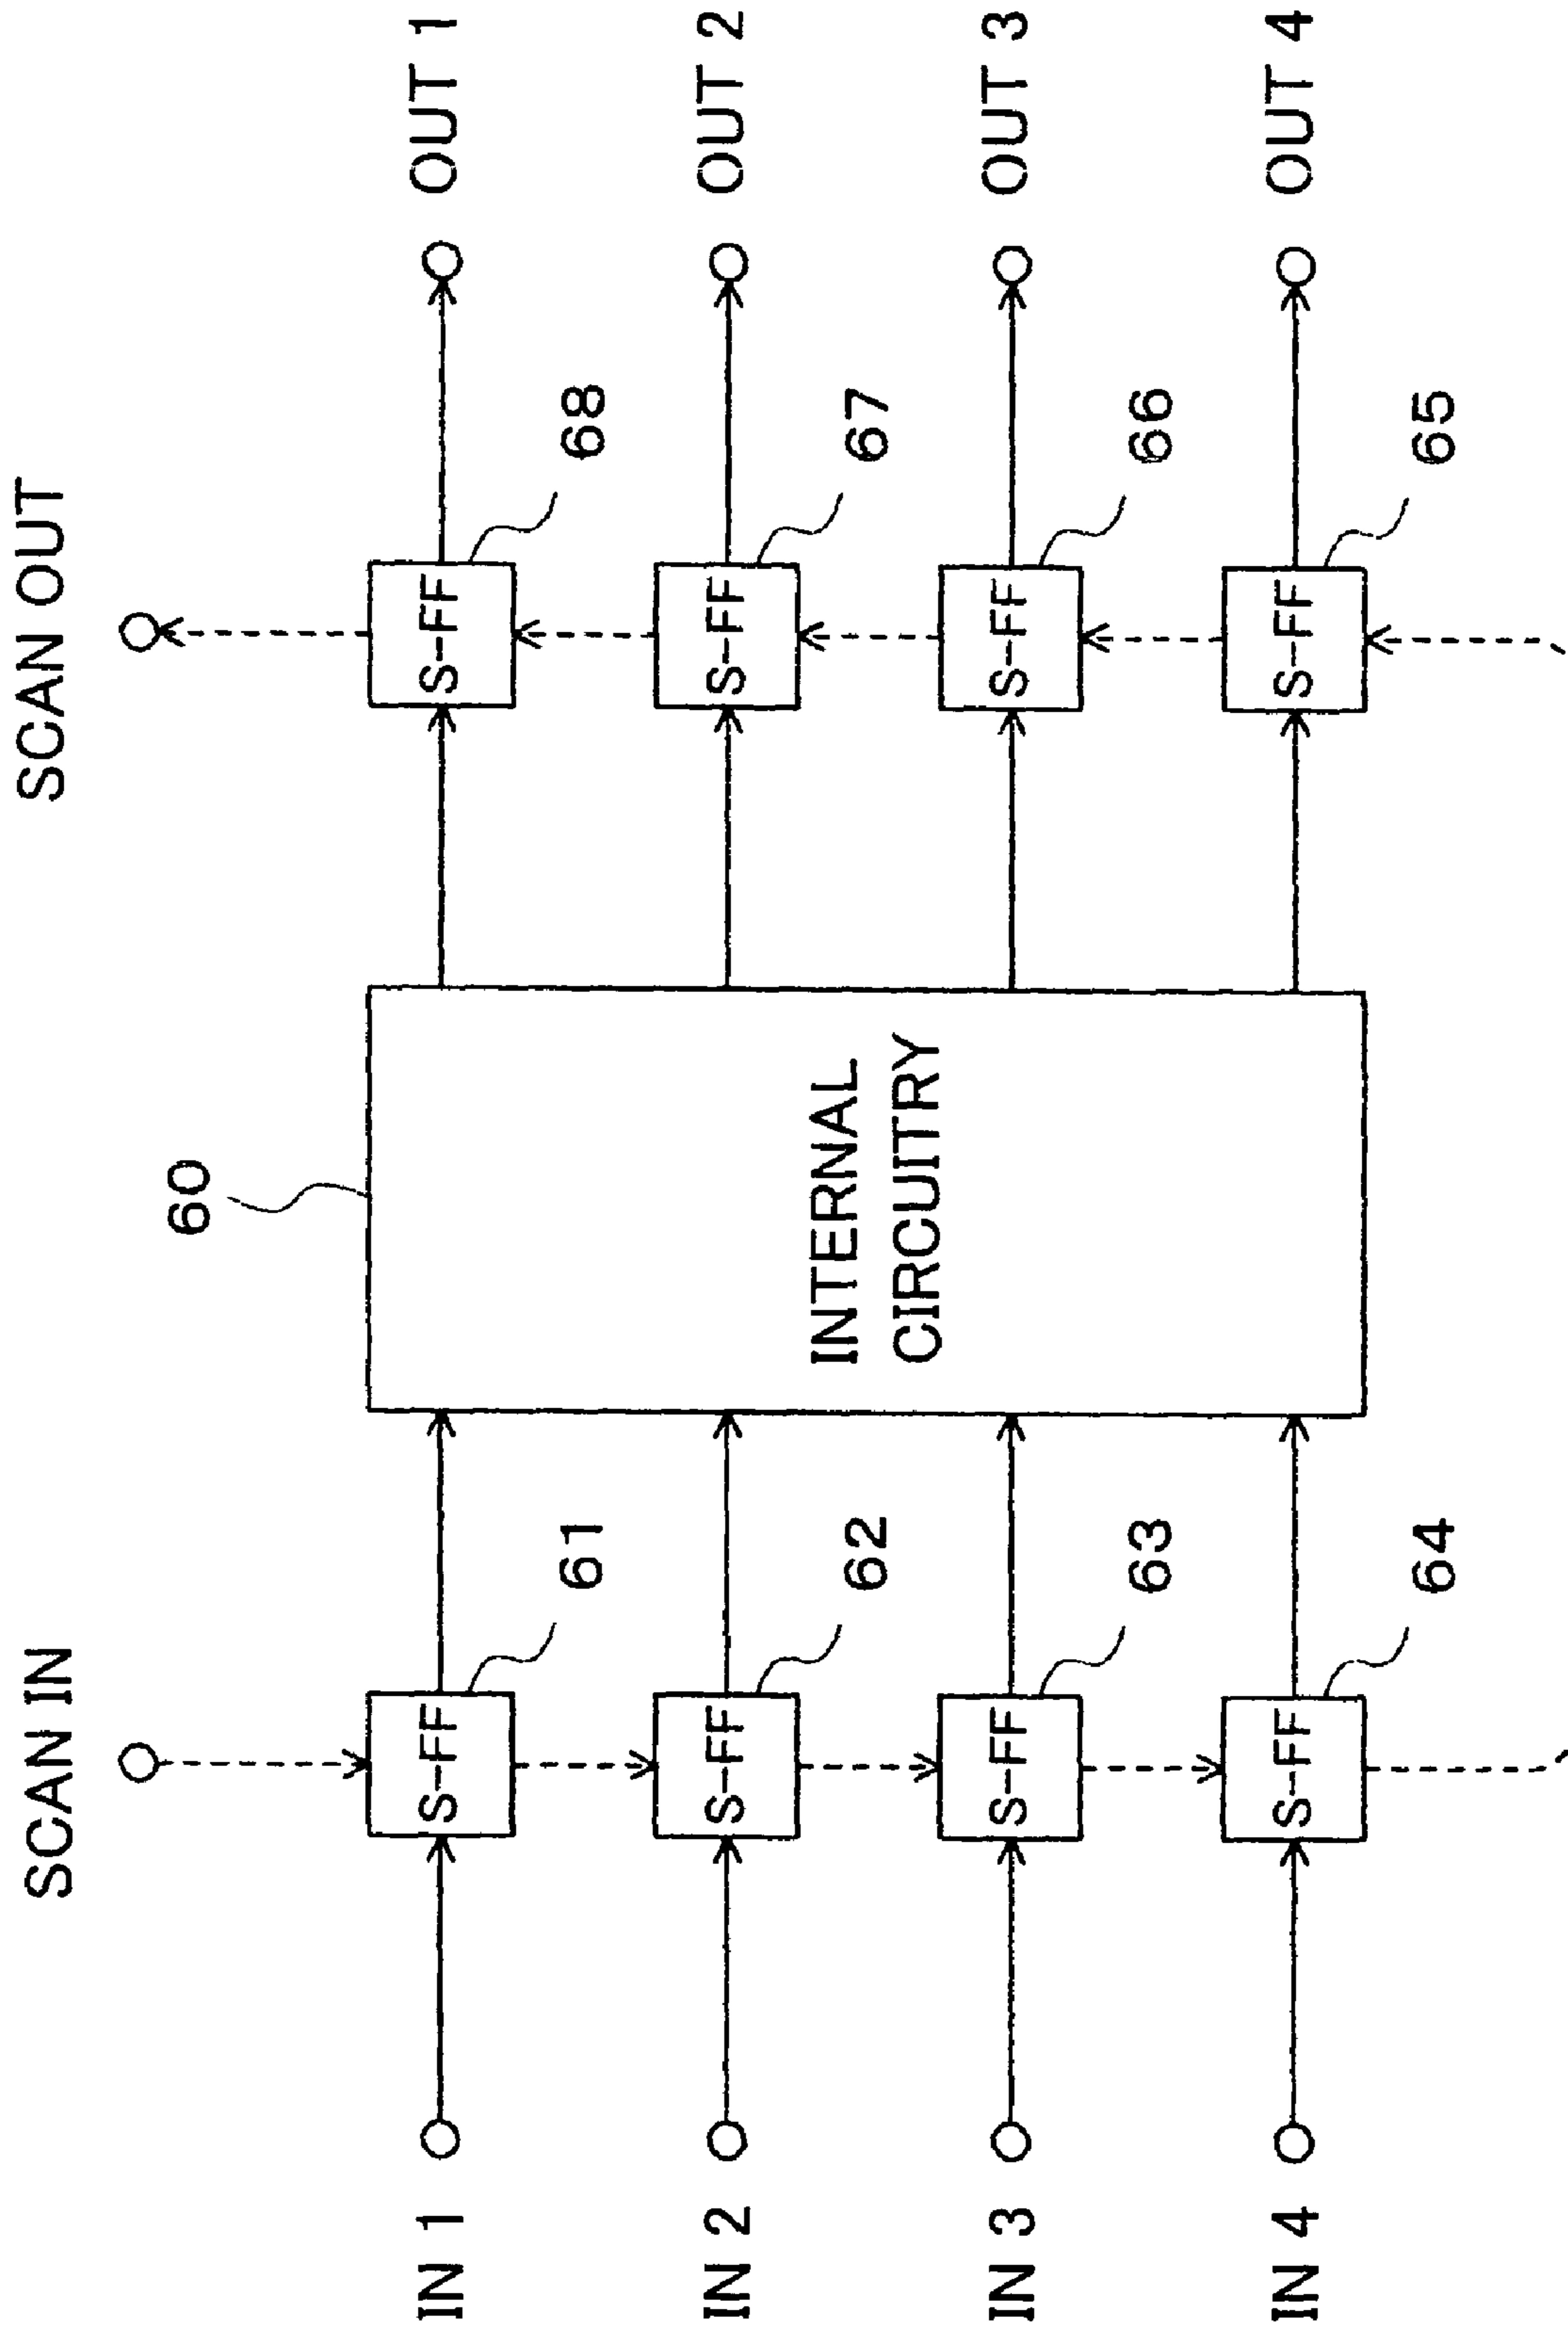 SCAN IN
SCAN OUT
60
IN 1
S-FF
61
S-FF
68
OUT 1
IN 2
S-FF
62
S-FF
67
OUT 2
INTERNAL
CIRCUITRY
IN 3
S-FF
63
S-FF
66
OUT 3
IN 4
S-FF
64
S-FF
65
OUT 4